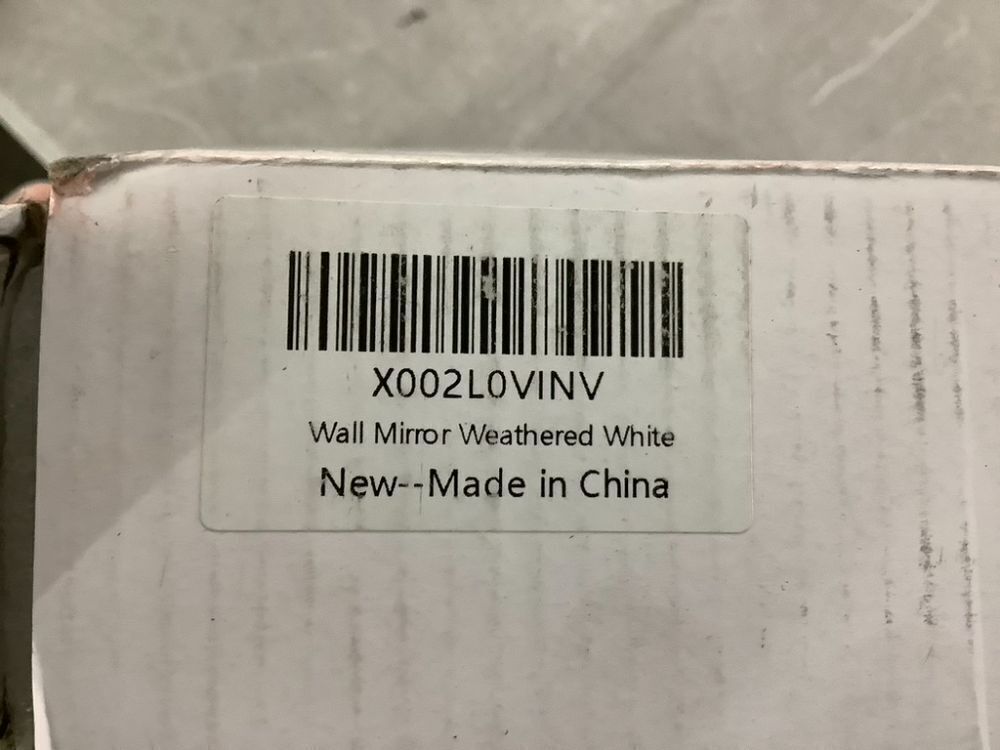 X002L0VINV
Wall Mirror Weathered White
New--Made in China